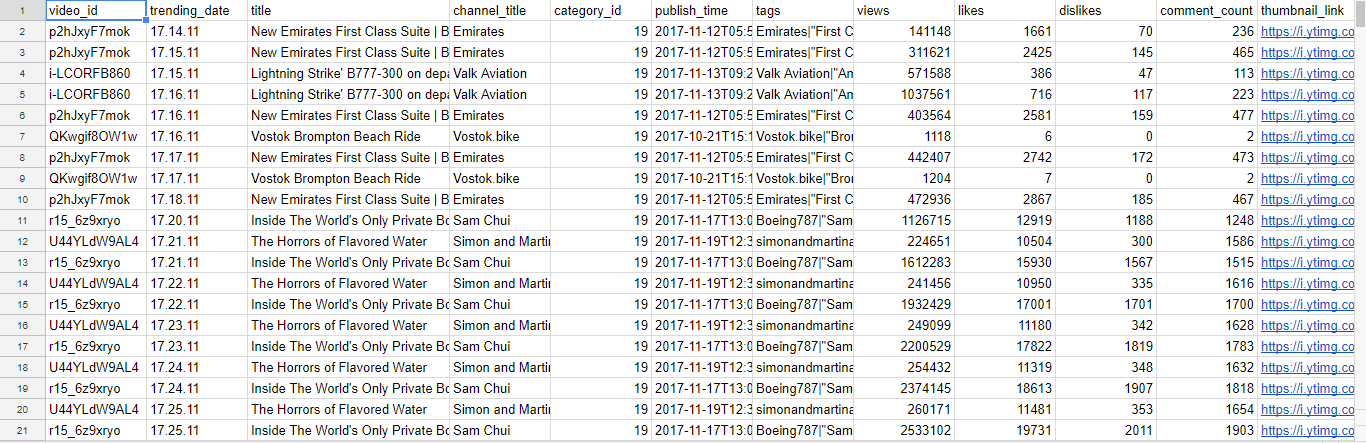 1 video_id trending_date title channel_title category_id publish_time tags views likes dislikes comment_count thumbnail_link
2 p2hJxyF7mok 17.14.11 New Emirates First Class Suite | B Emirates 19 2017-11-12T05:5 Emirates|"First C 141148 1661 70 236 https://i.ytimg.co
3 p2hJxyF7mok 17.15.11 New Emirates First Class Suite | B Emirates 19 2017-11-12T05:5 Emirates|"First C 311621 2425 145 465 https://i.ytimg.co
4 i-LCORFB860 17.15.11 Lightning Strike' B777-300 on depa Valk Aviation 19 2017-11-13T09:2 Valk Aviation|"Am 571588 386 47 113 https://i.ytimg.co
5 i-LCORFB860 17.16.11 Lightning Strike' B777-300 on depa Valk Aviation 19 2017-11-13T09:2 Valk Aviation|"Am 1037561 716 117 223 https://i.ytimg.co
6 p2hJxyF7mok 17.16.11 New Emirates First Class Suite | B Emirates 19 2017-11-12T05:5 Emirates|"First C 403564 2581 159 477 https://i.ytimg.co
7 QKwgif8OW1w 17.16.11 Vostok Brompton Beach Ride Vostok.bike 19 2017-10-21T15:1 Vostok.bike|"Bron 1118 6 0 2 https://i.ytimg.co
8 p2hJxyF7mok 17.17.11 New Emirates First Class Suite | B Emirates 19 2017-11-12T05:5 Emirates|"First C 442407 2742 172 473 https://i.ytimg.co
9 QKwgif8OW1w 17.17.11 Vostok Brompton Beach Ride Vostok.bike 19 2017-10-21T15:1 Vostok.bike|"Bron 1204 7 0 2 https://i.ytimg.co
10 p2hJxyF7mok 17.18.11 New Emirates First Class Suite | B Emirates 19 2017-11-12T05:5 Emirates|"First C 472936 2867 185 467 https://i.ytimg.co
11 r15_6z9xryo 17.20.11 Inside The World's Only Private Bo Sam Chui 19 2017-11-17T13:0 Boeing787|"Sam 1126715 12919 1188 1248 https://i.ytimg.co
12 U44YLdW9AL4 17.21.11 The Horrors of Flavored Water Simon and Martin 19 2017-11-19T12:3 simonandmartina 224651 10504 300 1586 https://i.ytimg.co
13 r15_6z9xryo 17.21.11 Inside The World's Only Private Bo Sam Chui 19 2017-11-17T13:0 Boeing787|"Sam 1612283 15930 1567 1515 https://i.ytimg.co
14 U44YLdW9AL4 17.22.11 The Horrors of Flavored Water Simon and Martin 19 2017-11-19T12:3 simonandmartina 241456 10950 335 1616 https://i.ytimg.co
15 r15_6z9xryo 17.22.11 Inside The World's Only Private Bo Sam Chui 19 2017-11-17T13:0 Boeing787|"Sam 1932429 17001 1701 1700 https://i.ytimg.co
16 U44YLdW9AL4 17.23.11 The Horrors of Flavored Water Simon and Martin 19 2017-11-19T12:3 simonandmartina 249099 11180 342 1628 https://i.ytimg.co
17 r15_6z9xryo 17.23.11 Inside The World's Only Private Bo Sam Chui 19 2017-11-17T13:0 Boeing787|"Sam 2200529 17822 1819 1783 https://i.ytimg.co
18 U44YLdW9AL4 17.24.11 The Horrors of Flavored Water Simon and Martin 19 2017-11-19T12:3 simonandmartina 254432 11319 348 1632 https://i.ytimg.co
19 r15_6z9xryo 17.24.11 Inside The World's Only Private Bo Sam Chui 19 2017-11-17T13:0 Boeing787|"Sam 2374145 18613 1907 1818 https://i.ytimg.co
20 U44YLdW9AL4 17.25.11 The Horrors of Flavored Water Simon and Martin 19 2017-11-19T12:3 simonandmartina 260171 11481 353 1654 https://i.ytimg.co
21 r15_6z9xryo 17.25.11 Inside The World's Only Private Bo Sam Chui 19 2017-11-17T13:0 Boeing787|"Sam 2533102 19731 2011 1903 https://i.ytimg.co